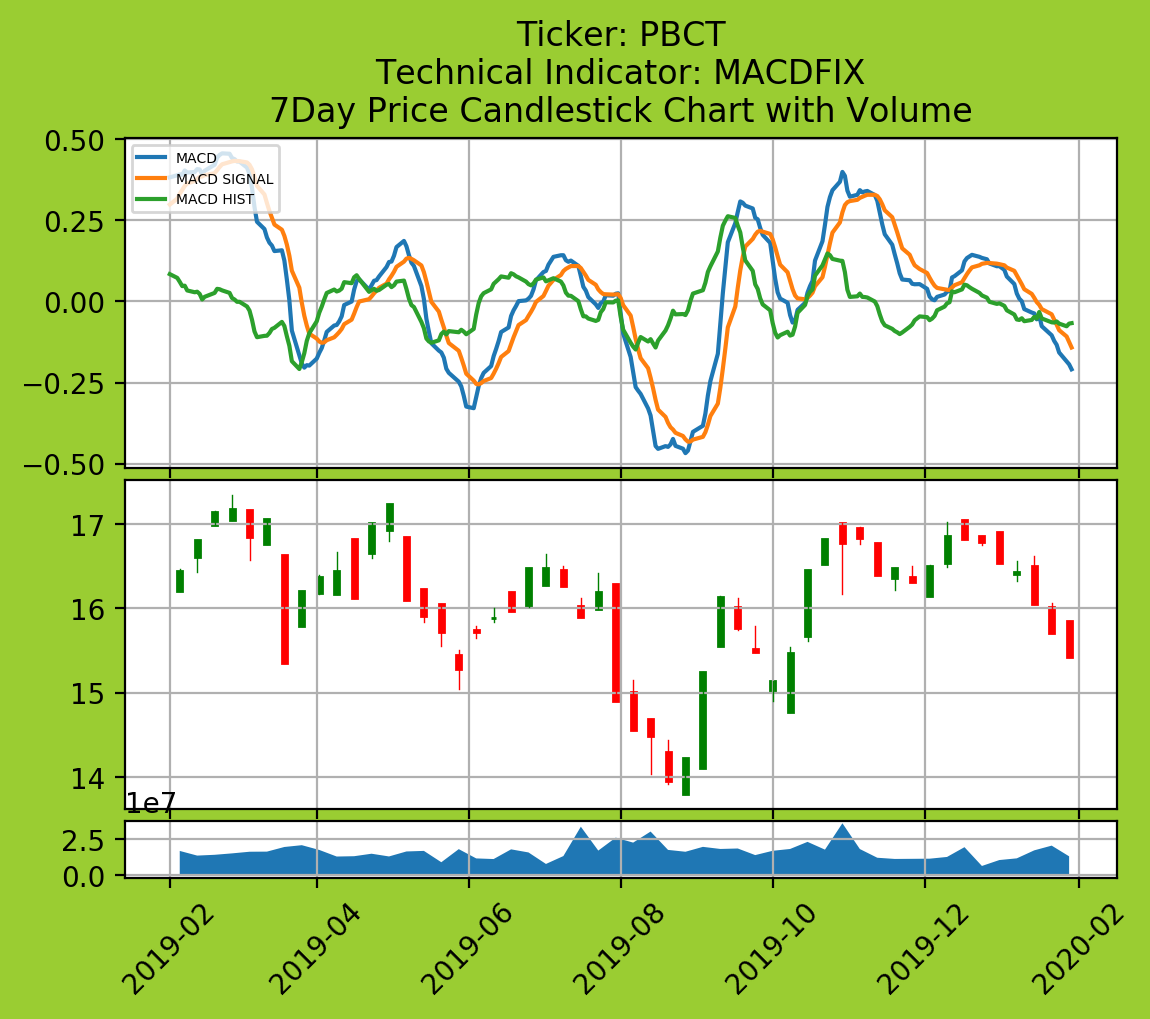 Ticker: PBCT
Technical Indicator: MACDFIX
7Day Price Candlestick Chart with Volume
0.50
0.25
0.00
−0.25
−0.50
MACD
MACD SIGNAL
MACD HIST
17
16
15
14
1e7
2.5
0.0
2019-02
2019-04
2019-06
2019-08
2019-10
2019-12
2020-02